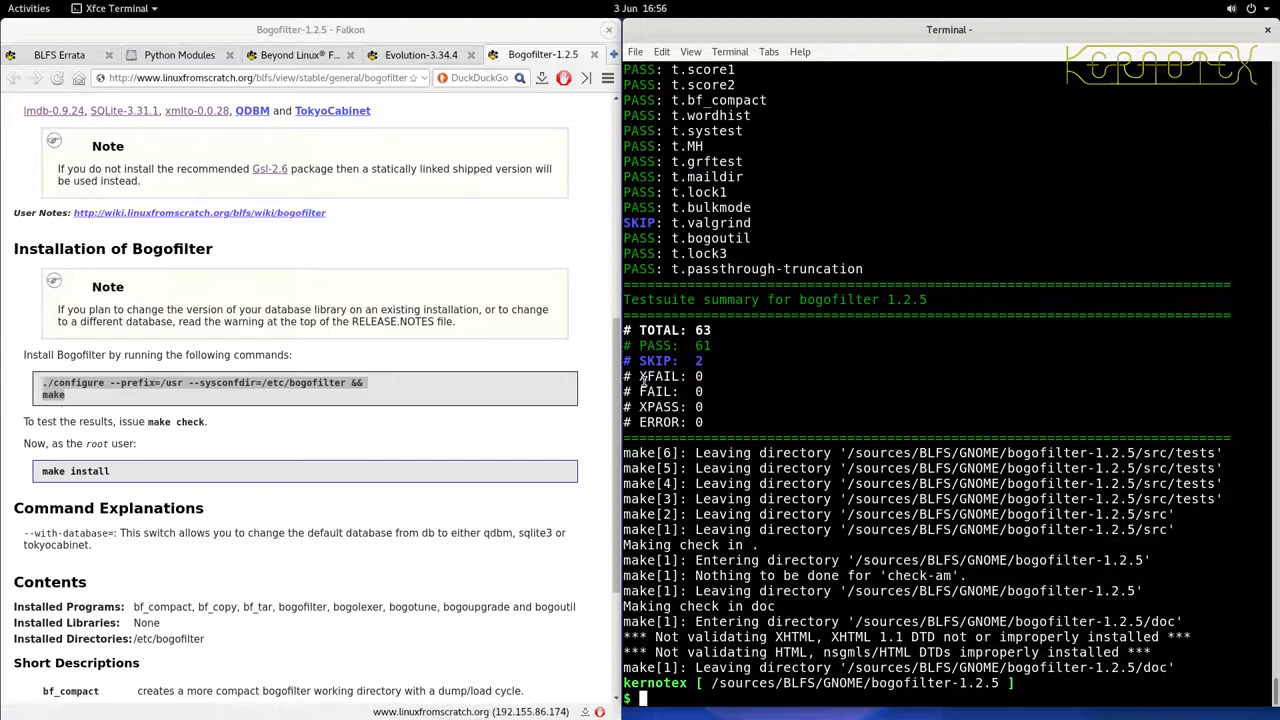 Activities
Xfce Terminal
3 Jun 16:56
Bogofilter-1.2.5 - Falkon
BLFS Errata
Python Modules
Beyond Linux® F...
Evolution-3.34.4
Bogofilter-1.2.5
http://www.linuxfromscratch.org/blfs/view/stable/general/bogofilter
DuckDuckGo
lmdb-0.9.24, SQLite-3.31.1, xmlto-0.0.28, QDBM and TokyoCabinet
Note
If you do not install the recommended Gsl-2.6 package then a statically linked shipped version will
be used instead.
User Notes: http://wiki.linuxfromscratch.org/blfs/wiki/bogofilter
Installation of Bogofilter
Note
If you plan to change the version of your database library on an existing installation, or to change
to a different database, read the warning at the top of the RELEASE.NOTES file.
Install Bogofilter by running the following commands:
./configure --prefix=/usr --sysconfdir=/etc/bogofilter &&
make
To test the results, issue make check.
Now, as the root user:
make install
Command Explanations
--with-database=: This switch allows you to change the default database from db to either qdbm, sqlite3 or
tokyocabinet.
Contents
Installed Programs: bf_compact, bf_copy, bf_tar, bogofilter, bogolexer, bogotune, bogoupgrade and bogoutil
Installed Libraries: None
Installed Directories: /etc/bogofilter
Short Descriptions
bf_compact creates a more compact bogofilter working directory with a dump/load cycle.
www.linuxfromscratch.org (192.155.86.174)
Terminal -
File Edit View Terminal Tabs Help
KERNOTEX
PASS: t.score1
PASS: t.score2
PASS: t.bf_compact
PASS: t.wordhist
PASS: t.systest
PASS: t.MH
PASS: t.grftest
PASS: t.maildir
PASS: t.lock1
PASS: t.bulkmode
SKIP: t.valgrind
PASS: t.bogoutil
PASS: t.lock3
PASS: t.passthrough-truncation
============================================================================
Testsuite summary for bogofilter 1.2.5
============================================================================
# TOTAL: 63
# PASS: 61
# SKIP: 2
# XFAIL: 0
# FAIL: 0
# XPASS: 0
# ERROR: 0
============================================================================
make[6]: Leaving directory '/sources/BLFS/GNOME/bogofilter-1.2.5/src/tests'
make[5]: Leaving directory '/sources/BLFS/GNOME/bogofilter-1.2.5/src/tests'
make[4]: Leaving directory '/sources/BLFS/GNOME/bogofilter-1.2.5/src/tests'
make[3]: Leaving directory '/sources/BLFS/GNOME/bogofilter-1.2.5/src/tests'
make[2]: Leaving directory '/sources/BLFS/GNOME/bogofilter-1.2.5/src'
make[1]: Leaving directory '/sources/BLFS/GNOME/bogofilter-1.2.5/src'
Making check in .
make[1]: Entering directory '/sources/BLFS/GNOME/bogofilter-1.2.5'
make[1]: Nothing to be done for 'check-am'.
make[1]: Leaving directory '/sources/BLFS/GNOME/bogofilter-1.2.5'
Making check in doc
make[1]: Entering directory '/sources/BLFS/GNOME/bogofilter-1.2.5/doc'
*** Not validating XHTML, XHTML 1.1 DTD not or improperly installed ***
*** Not validating HTML, nsgmls/HTML DTDs improperly installed ***
make[1]: Leaving directory '/sources/BLFS/GNOME/bogofilter-1.2.5/doc'
kernotex [ /sources/BLFS/GNOME/bogofilter-1.2.5 ]
$